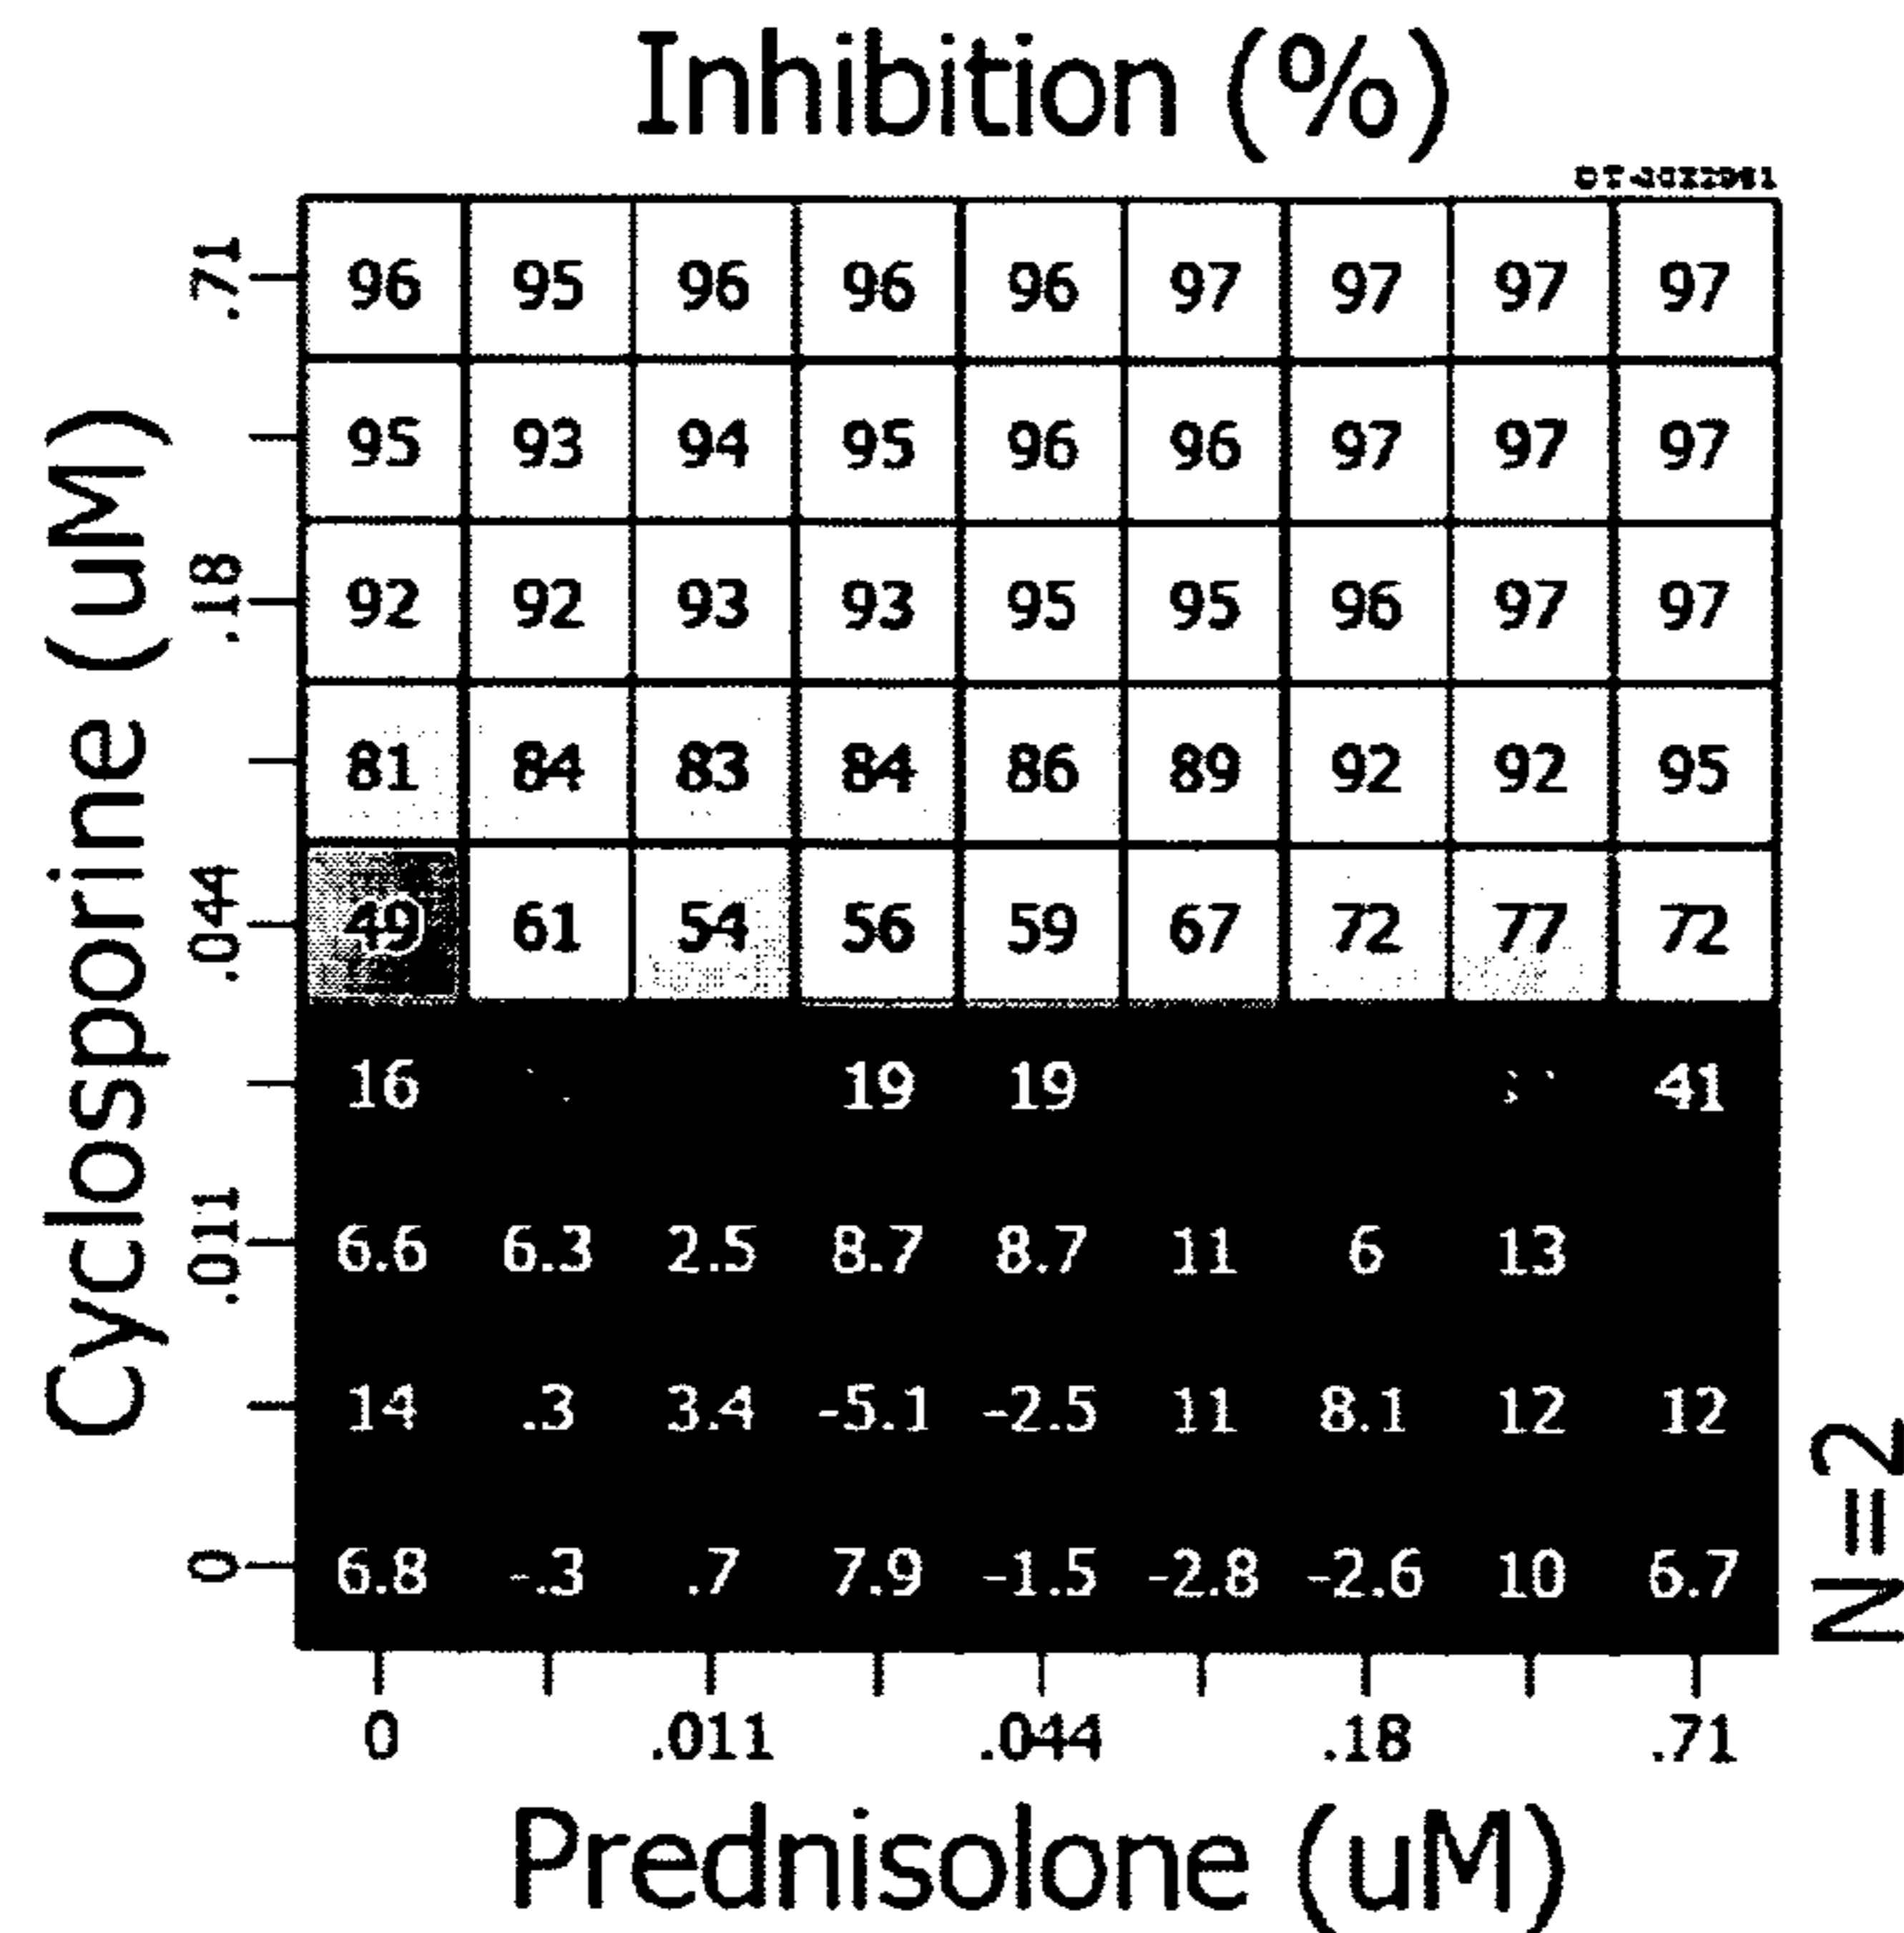 Inhibition (%)
.71 96 95 96 96 96 97 97 97 97
95 93 94 95 96 96 97 97 97
.18 92 92 93 93 95 95 96 97 97
81 84 83 84 86 89 92 92 95
.044 49 61 54 56 59 67 72 77 72
16 19 19 41
.011 6.6 6.3 2.5 8.7 8.7 11 6 13
14 .3 3.4 -5.1 -2.5 11 8.1 12 12
0 6.8 -.3 .7 7.9 -1.5 -2.8 -2.6 10 6.7
0 .011 .044 .18 .71
Prednisolone (uM)
Cyclosporine (uM)
N=2